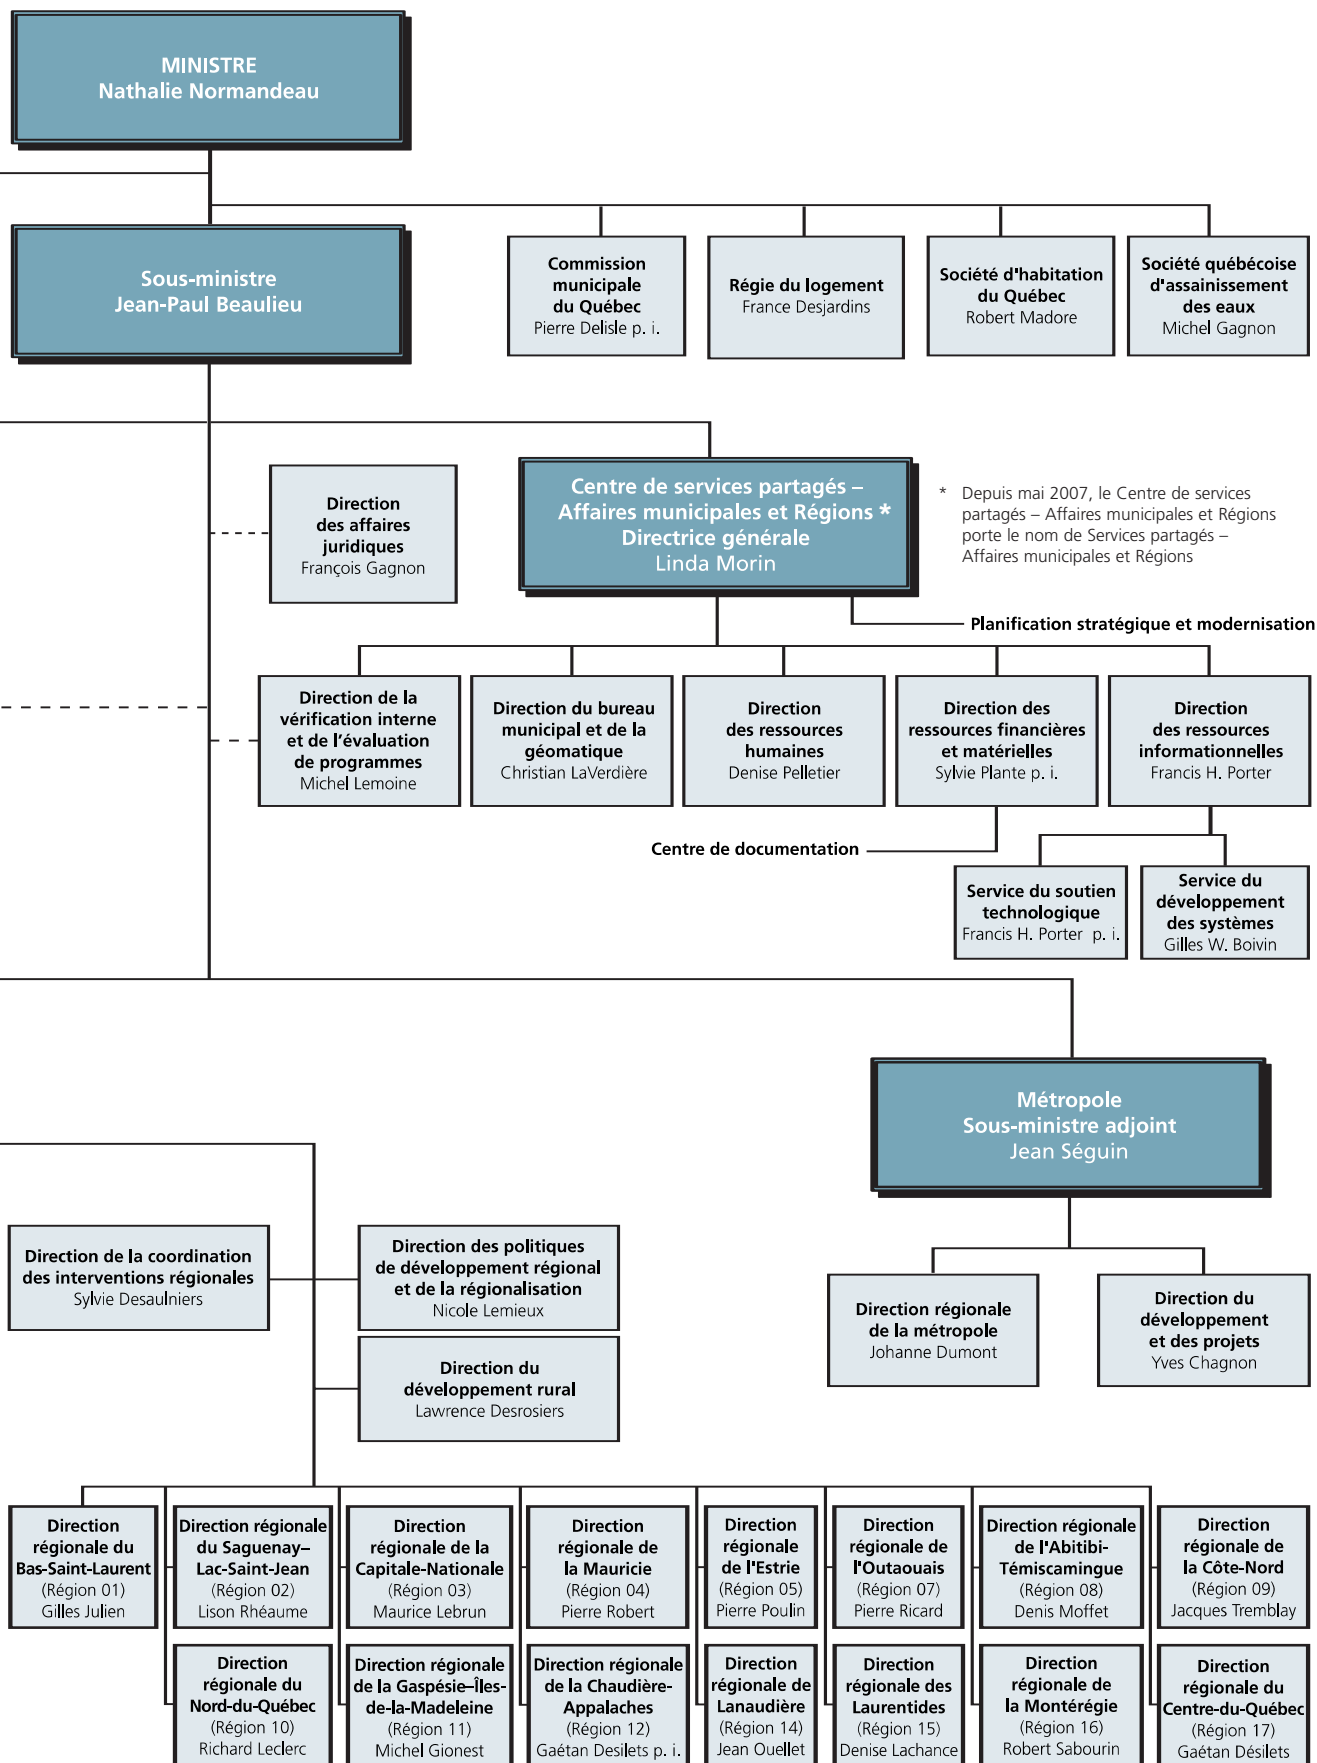 MINISTRE
Nathalie Normandeau
Sous-ministre
Jean-Paul Beaulieu
Commission
municipale
du Québec
Pierre Delisle p. i.
Régie du logement
France Desjardins
Société d'habitation
du Québec
Robert Madore
Société québécoise
d'assainissement
des eaux
Michel Gagnon
Direction
des affaires
juridiques
François Gagnon
Centre de services partagés –
Affaires municipales et Régions *
Directrice générale
Linda Morin
* Depuis mai 2007, le Centre de services
partagés – Affaires municipales et Régions
porte le nom de Services partagés –
Affaires municipales et Régions
Planification stratégique et modernisation
Direction de la
vérification interne
et de l'évaluation
de programmes
Michel Lemoine
Direction du bureau
municipal et de la
géomatique
Christian LaVerdière
Direction
des ressources
humaines
Denise Pelletier
Direction des
ressources financières
et matérielles
Sylvie Plante p. i.
Direction
des ressources
informationnelles
Francis H. Porter
Centre de documentation
Service du soutien
technologique
Francis H. Porter p. i.
Service du
développement
des systèmes
Gilles W. Boivin
Métropole
Sous-ministre adjoint
Jean Séguin
Direction de la coordination
des interventions régionales
Sylvie Desaulniers
Direction des politiques
de développement régional
et de la régionalisation
Nicole Lemieux
Direction du
développement rural
Lawrence Desrosiers
Direction régionale
de la métropole
Johanne Dumont
Direction du
développement
et des projets
Yves Chagnon
Direction
régionale du
Bas-Saint-Laurent
(Région 01)
Gilles Julien
Direction régionale
du Saguenay–
Lac-Saint-Jean
(Région 02)
Lison Rhéaume
Direction
régionale de la
Capitale-Nationale
(Région 03)
Maurice Lebrun
Direction
régionale de
la Mauricie
(Région 04)
Pierre Robert
Direction
régionale
de l'Estrie
(Région 05)
Pierre Poulin
Direction
régionale de
l'Outaouais
(Région 07)
Pierre Ricard
Direction régionale
de l'Abitibi-
Témiscamingue
(Région 08)
Denis Moffet
Direction
régionale de
la Côte-Nord
(Région 09)
Jacques Tremblay
Direction
régionale du
Nord-du-Québec
(Région 10)
Richard Leclerc
Direction régionale
de la Gaspésie–Îles-
de-la-Madeleine
(Région 11)
Michel Gionest
Direction régionale
de la Chaudière-
Appalaches
(Région 12)
Gaétan Desilets p. i.
Direction
régionale de
Lanaudière
(Région 14)
Jean Ouellet
Direction
régionale des
Laurentides
(Région 15)
Denise Lachance
Direction
régionale de
la Montérégie
(Région 16)
Robert Sabourin
Direction
régionale du
Centre-du-Québec
(Région 17)
Gaétan Désilets